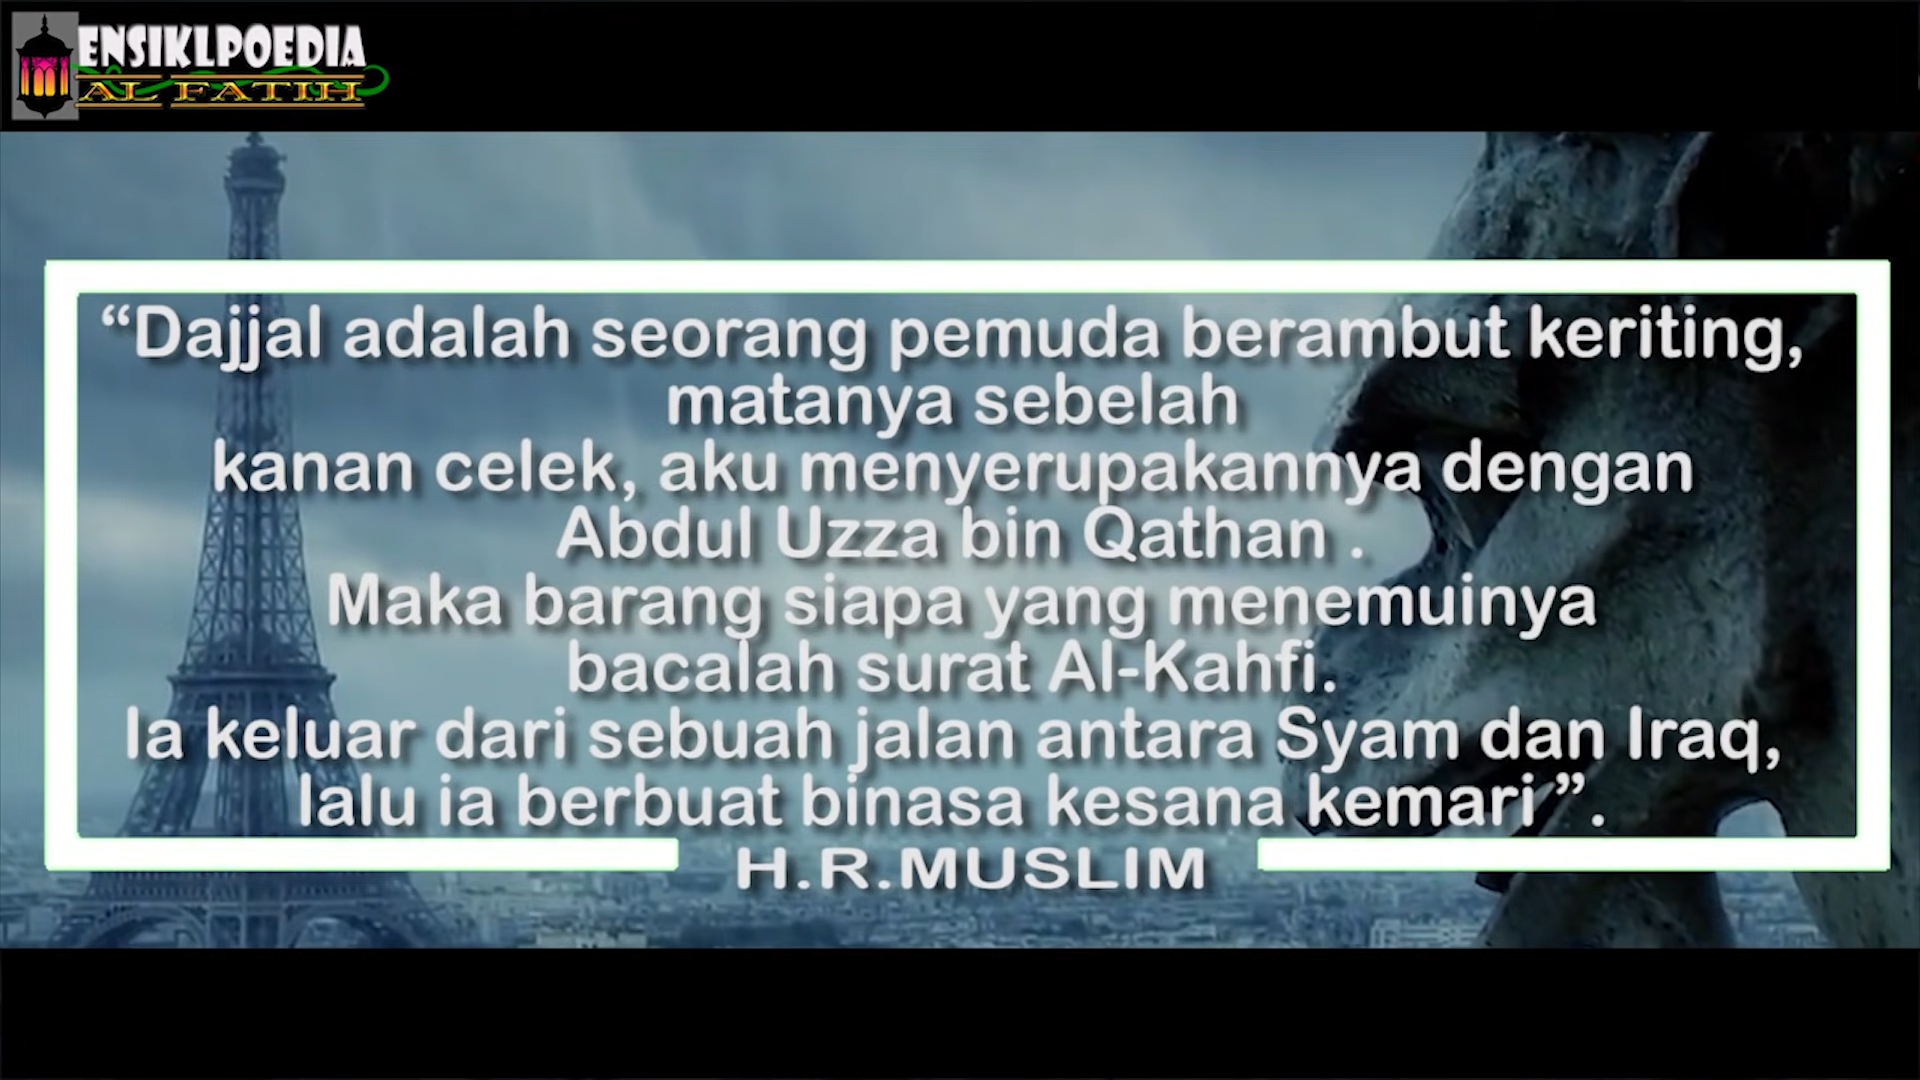 ENSIKLPOEDIA
AL FATIH
“Dajjal adalah seorang pemuda berambut keriting,
matanya sebelah
kanan celek, aku menyerupakannya dengan
Abdul Uzza bin Qathan .
Maka barang siapa yang menemuinya
bacalah surat Al-Kahfi.
Ia keluar dari sebuah jalan antara Syam dan Iraq,
lalu ia berbuat binasa kesana kemari ”.
H.R.MUSLIM